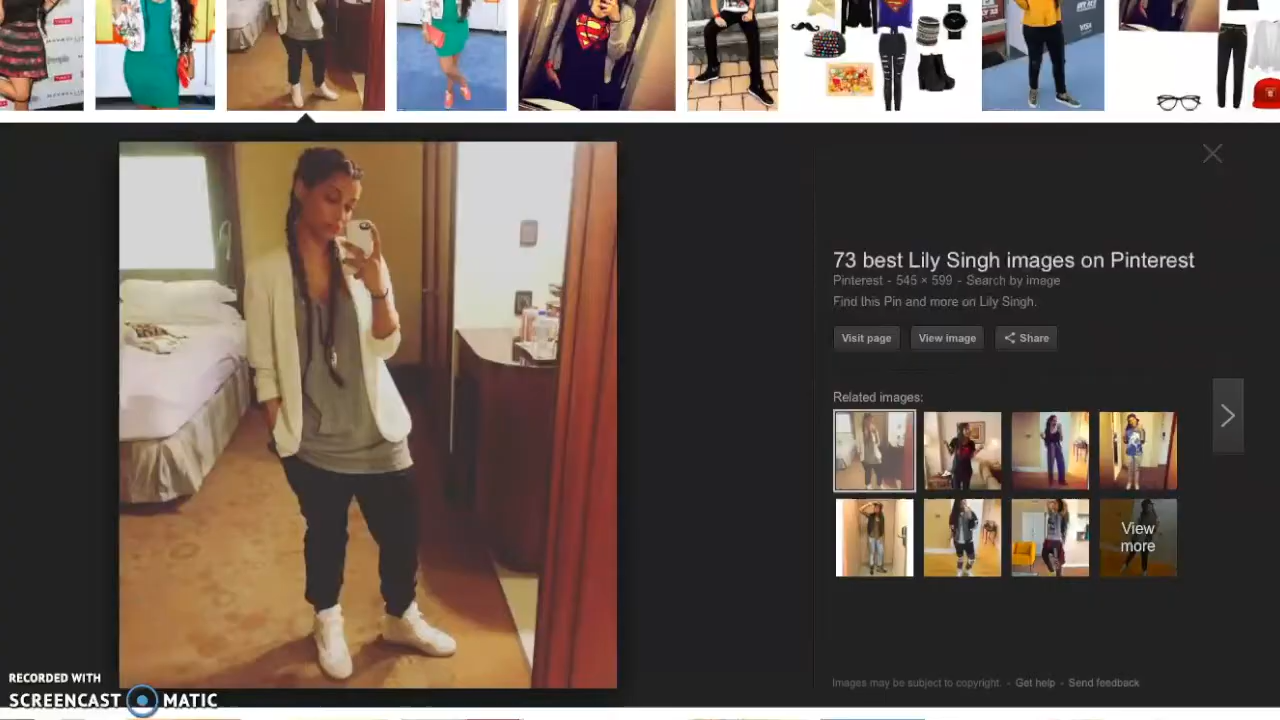 VISA
73 best Lily Singh images on Pinterest
Pinterest - 545 × 599 - Search by image
Find this Pin and more on Lily Singh.
Visit page
View image
Share
Related images:
View more
Images may be subject to copyright. - Get help - Send feedback
RECORDED WITH
SCREENCAST MATIC